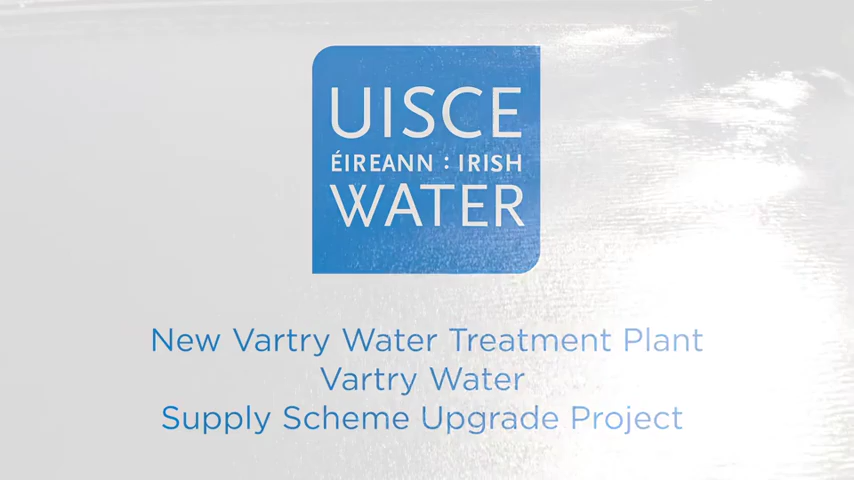 UISCE
ÉIREANN : IRISH
WATER
New Vartry Water Treatment Plant
Vartry Water
Supply Scheme Upgrade Project